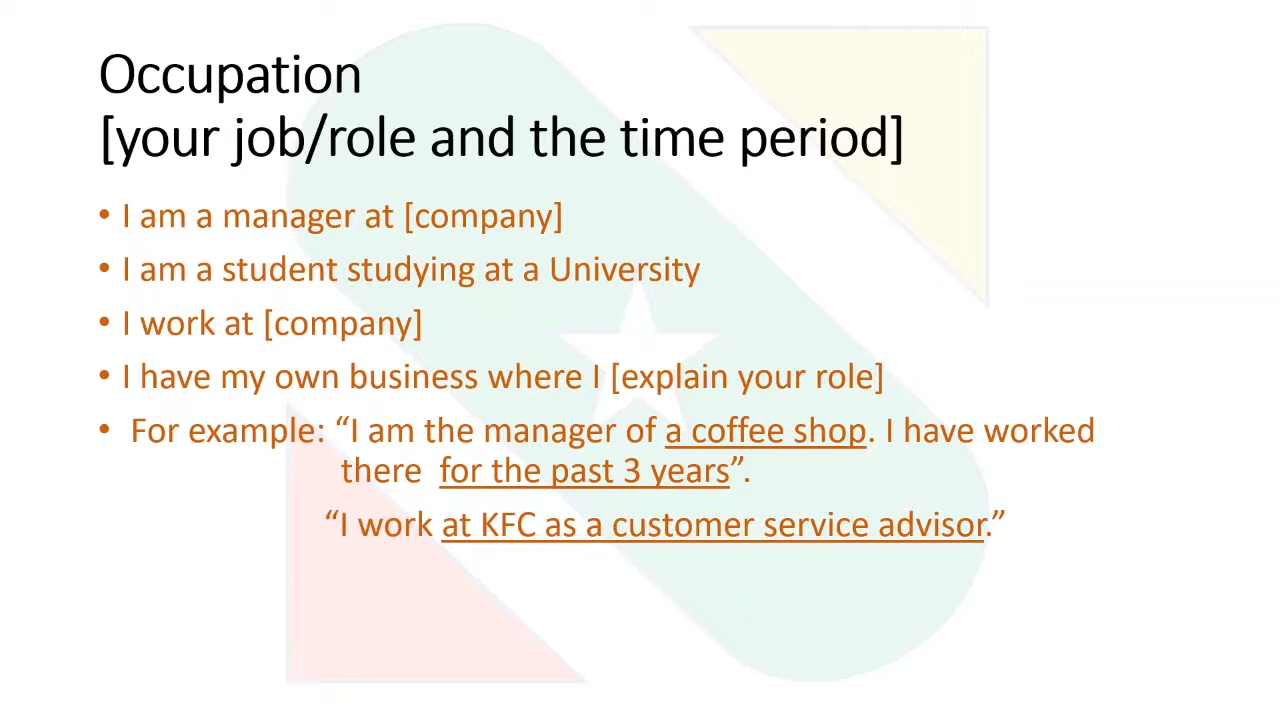 Occupation
[your job/role and the time period]
• I am a manager at [company]
• I am a student studying at a University
• I work at [company]
• I have my own business where I [explain your role]
• For example: “I am the manager of a coffee shop. I have worked
there for the past 3 years”.
“I work at KFC as a customer service advisor.”